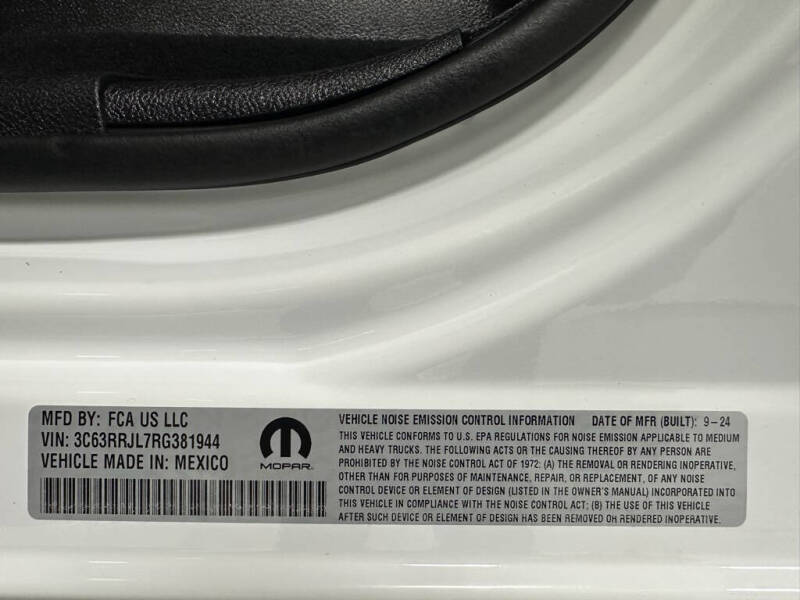 MFD BY: FCA US LLC
VIN: 3C63RRJL7RG381944
VEHICLE MADE IN: MEXICO
MOPAR
VEHICLE NOISE EMISSION CONTROL INFORMATION DATE OF MFR (BUILT): 9-24
THIS VEHICLE CONFORMS TO U.S. EPA REGULATIONS FOR NOISE EMISSION APPLICABLE TO MEDIUM
AND HEAVY TRUCKS. THE FOLLOWING ACTS OR THE CAUSING THEREOF BY ANY PERSON ARE
PROHIBITED BY THE NOISE CONTROL ACT OF 1972: (A) THE REMOVAL OR RENDERING INOPERATIVE,
OTHER THAN FOR PURPOSES OF MAINTENANCE, REPAIR, OR REPLACEMENT, OF ANY NOISE
CONTROL DEVICE OR ELEMENT OF DESIGN (LISTED IN THE OWNER'S MANUAL) INCORPORATED INTO
THIS VEHICLE IN COMPLIANCE WITH THE NOISE CONTROL ACT; (B) THE USE OF THIS VEHICLE
AFTER SUCH DEVICE OR ELEMENT OF DESIGN HAS BEEN REMOVED OR RENDERED INOPERATIVE.